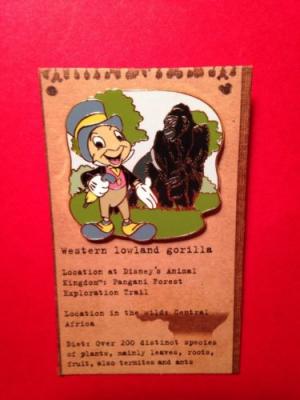 Western lowland gorilla
Location at Disney's Animal
Kingdom™: Pangani Forest
Exploration Trail
Location in the wild: Central
Africa
Diet: Over 200 distinct species
of plants, mainly leaves, roots,
fruit, also termites and ants